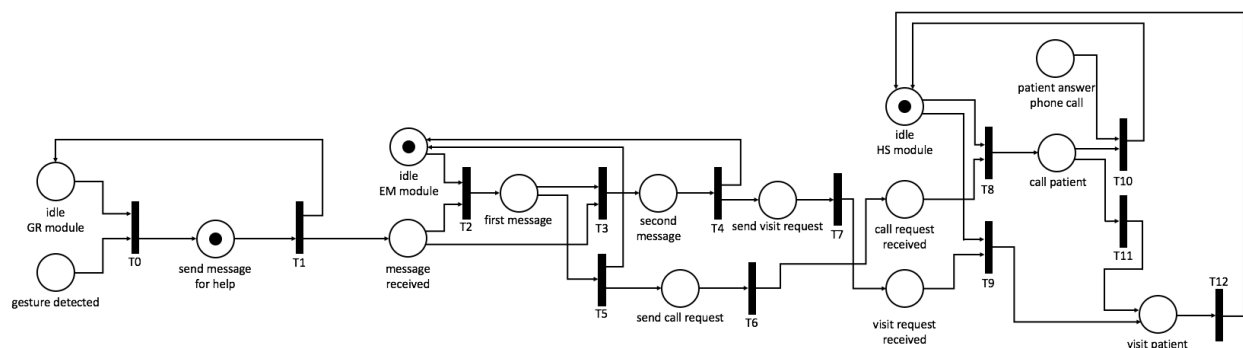 patient answer
phone call
idle
HS module
T8
call patient
T10
idle
EM module
T2
first message
T3
second
message
T4
send visit request
T7
call request
received
idle
GR module
T0
send message
for help
T1
message
received
T9
T11
gesture detected
T5
send call request
T6
visit request
received
T12
visit patient